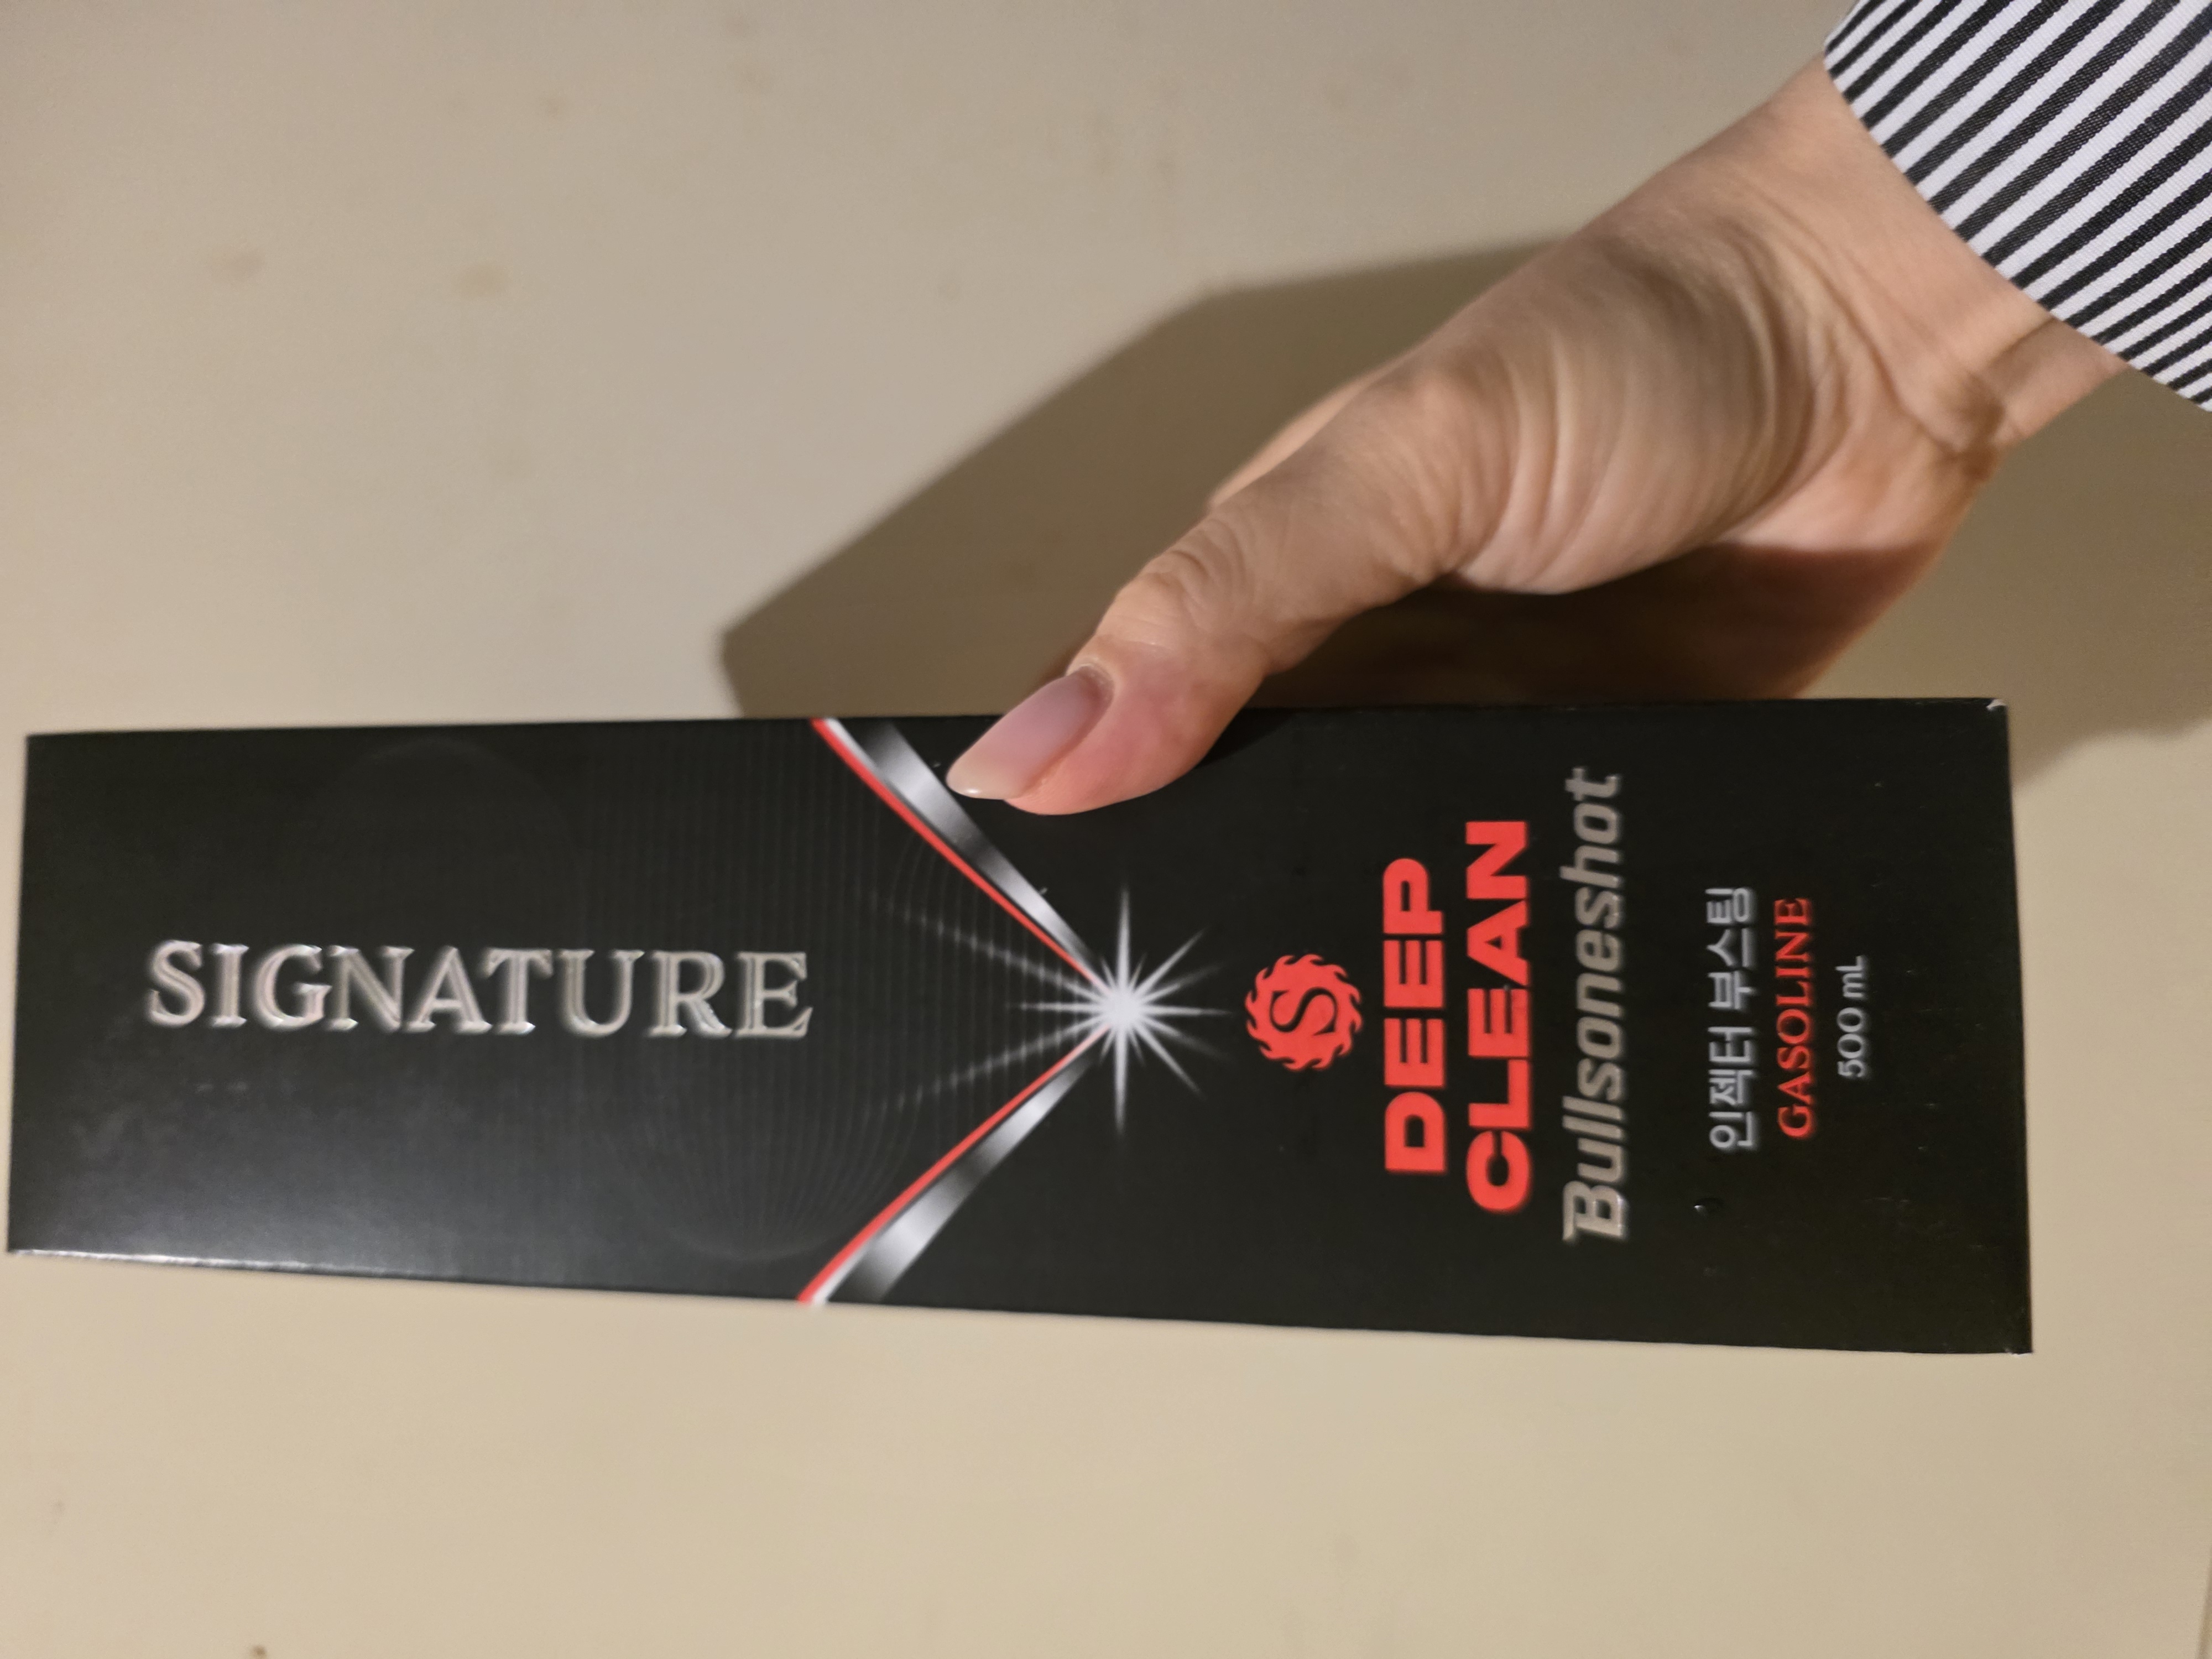 SIGNATURE
S
DEEP
CLEAN
Bullsoneshot
인젝터 부스팅
GASOLINE
500 mL